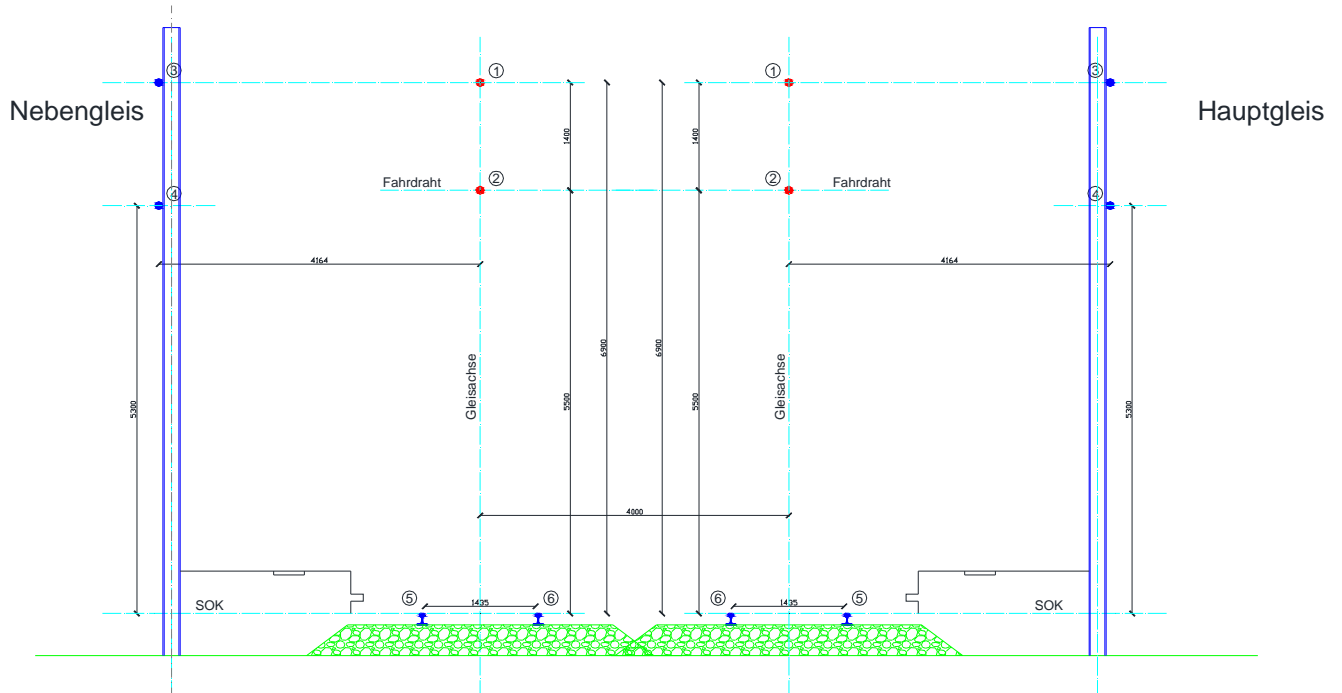 ③ ① ① ③
Nebengleis Hauptgleis
1400 1400
Fahrdraht ② ② Fahrdraht
④ ④
4164 4164
Gleisachse 6900 6900 Gleisachse
5300 5500 5500 5300
4000
SOK ⑤ 1435 ⑥ ⑥ 1435 ⑤ SOK